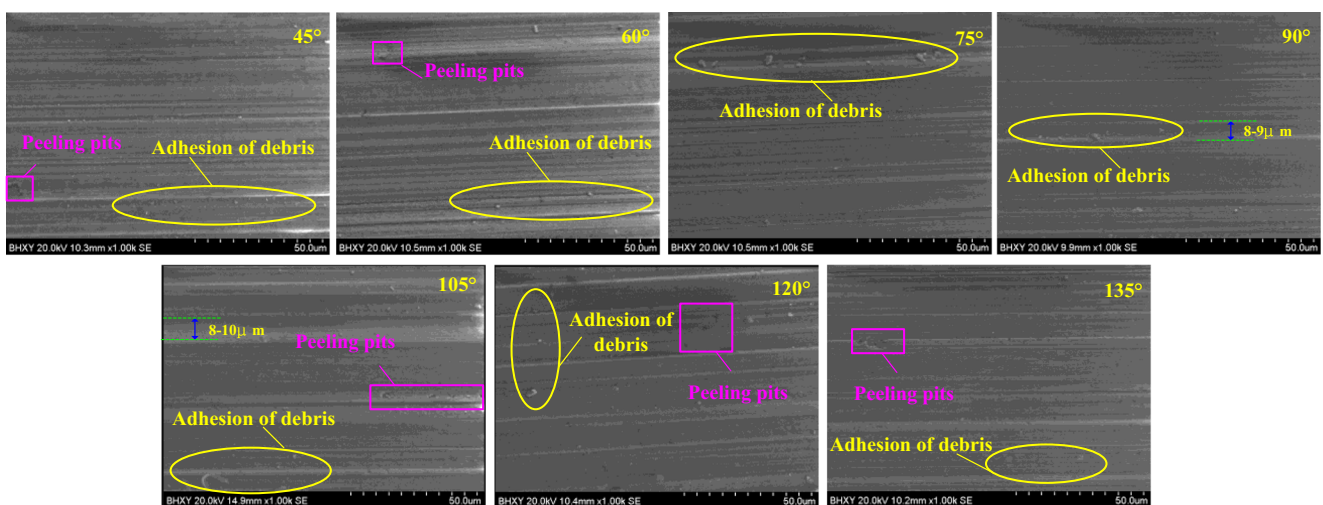 45°
Peeling pits
Adhesion of debris
BHXY 20.0kV 10.3mm x1.00k SE
50.0um
60°
Peeling pits
Adhesion of debris
BHXY 20.0kV 10.5mm x1.00k SE
50.0um
75°
Adhesion of debris
BHXY 20.0kV 10.5mm x1.00k SE
50.0um
90°
8-9μ m
Adhesion of debris
BHXY 20.0kV 9.9mm x1.00k SE
50.0um
105°
8-10μ m
Peeling pits
Adhesion of debris
BHXY 20.0kV 14.9mm x1.00k SE
50.0um
120°
Adhesion of
debris
Peeling pits
BHXY 20.0kV 10.4mm x1.00k SE
50.0um
135°
Peeling pits
Adhesion of debris
BHXY 20.0kV 10.2mm x1.00k SE
50.0um